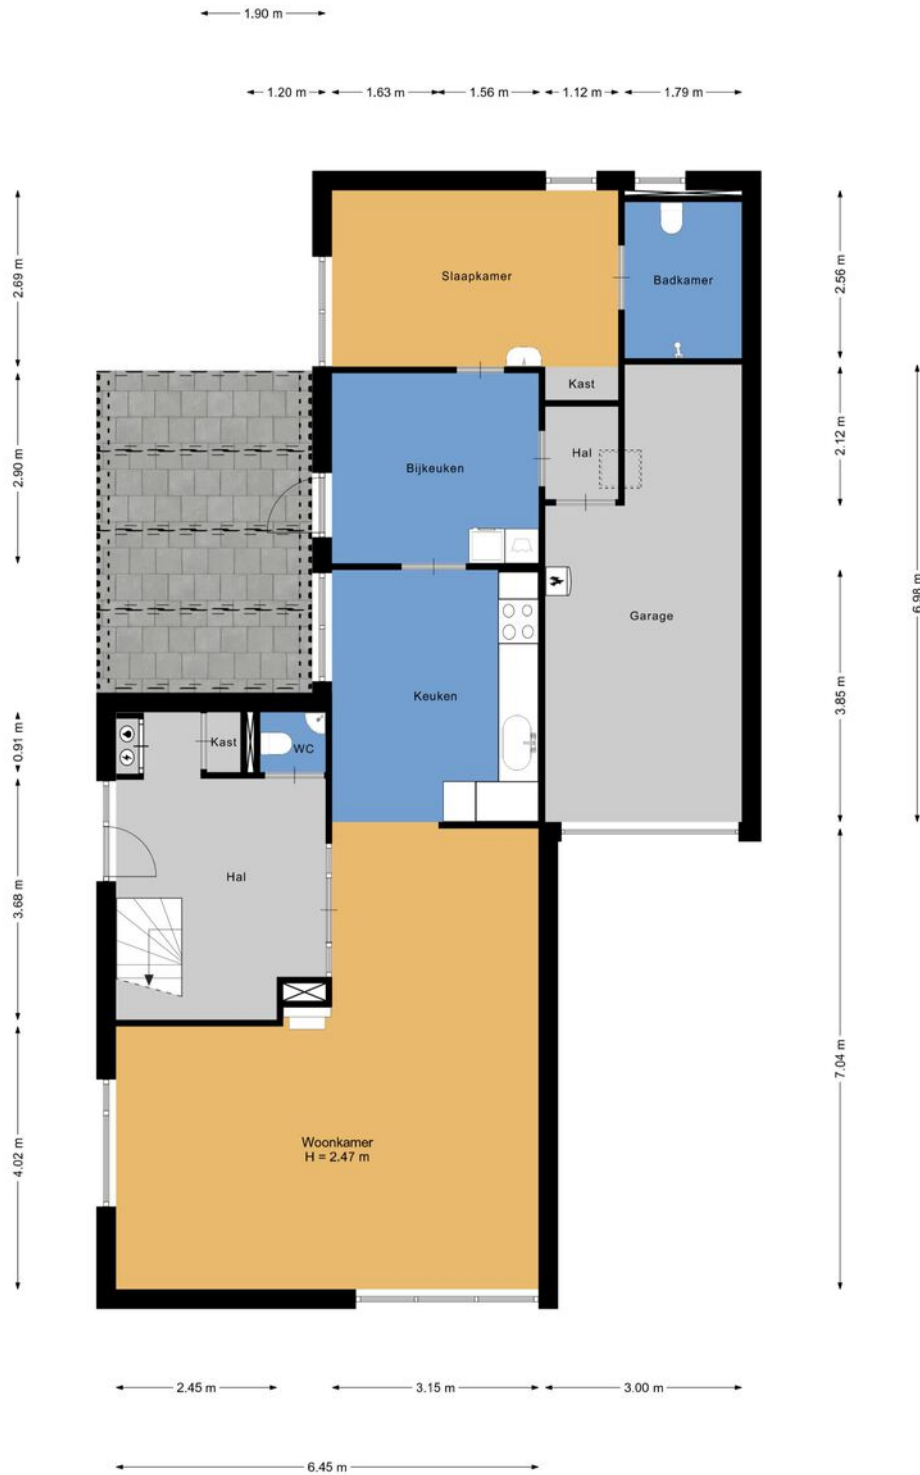 1.90 m
1.20 m
1.63 m
1.56 m
1.12 m
1.79 m
2.69 m
Slaapkamer
Badkamer
2.56 m
Kast
2.90 m
Bijkeuken
Hal
2.12 m
6.98 m
Garage
Keuken
3.85 m
0.91 m
Kast
WC
3.68 m
Hal
7.04 m
4.02 m
Woonkamer
H = 2.47 m
2.45 m
3.15 m
3.00 m
6.45 m